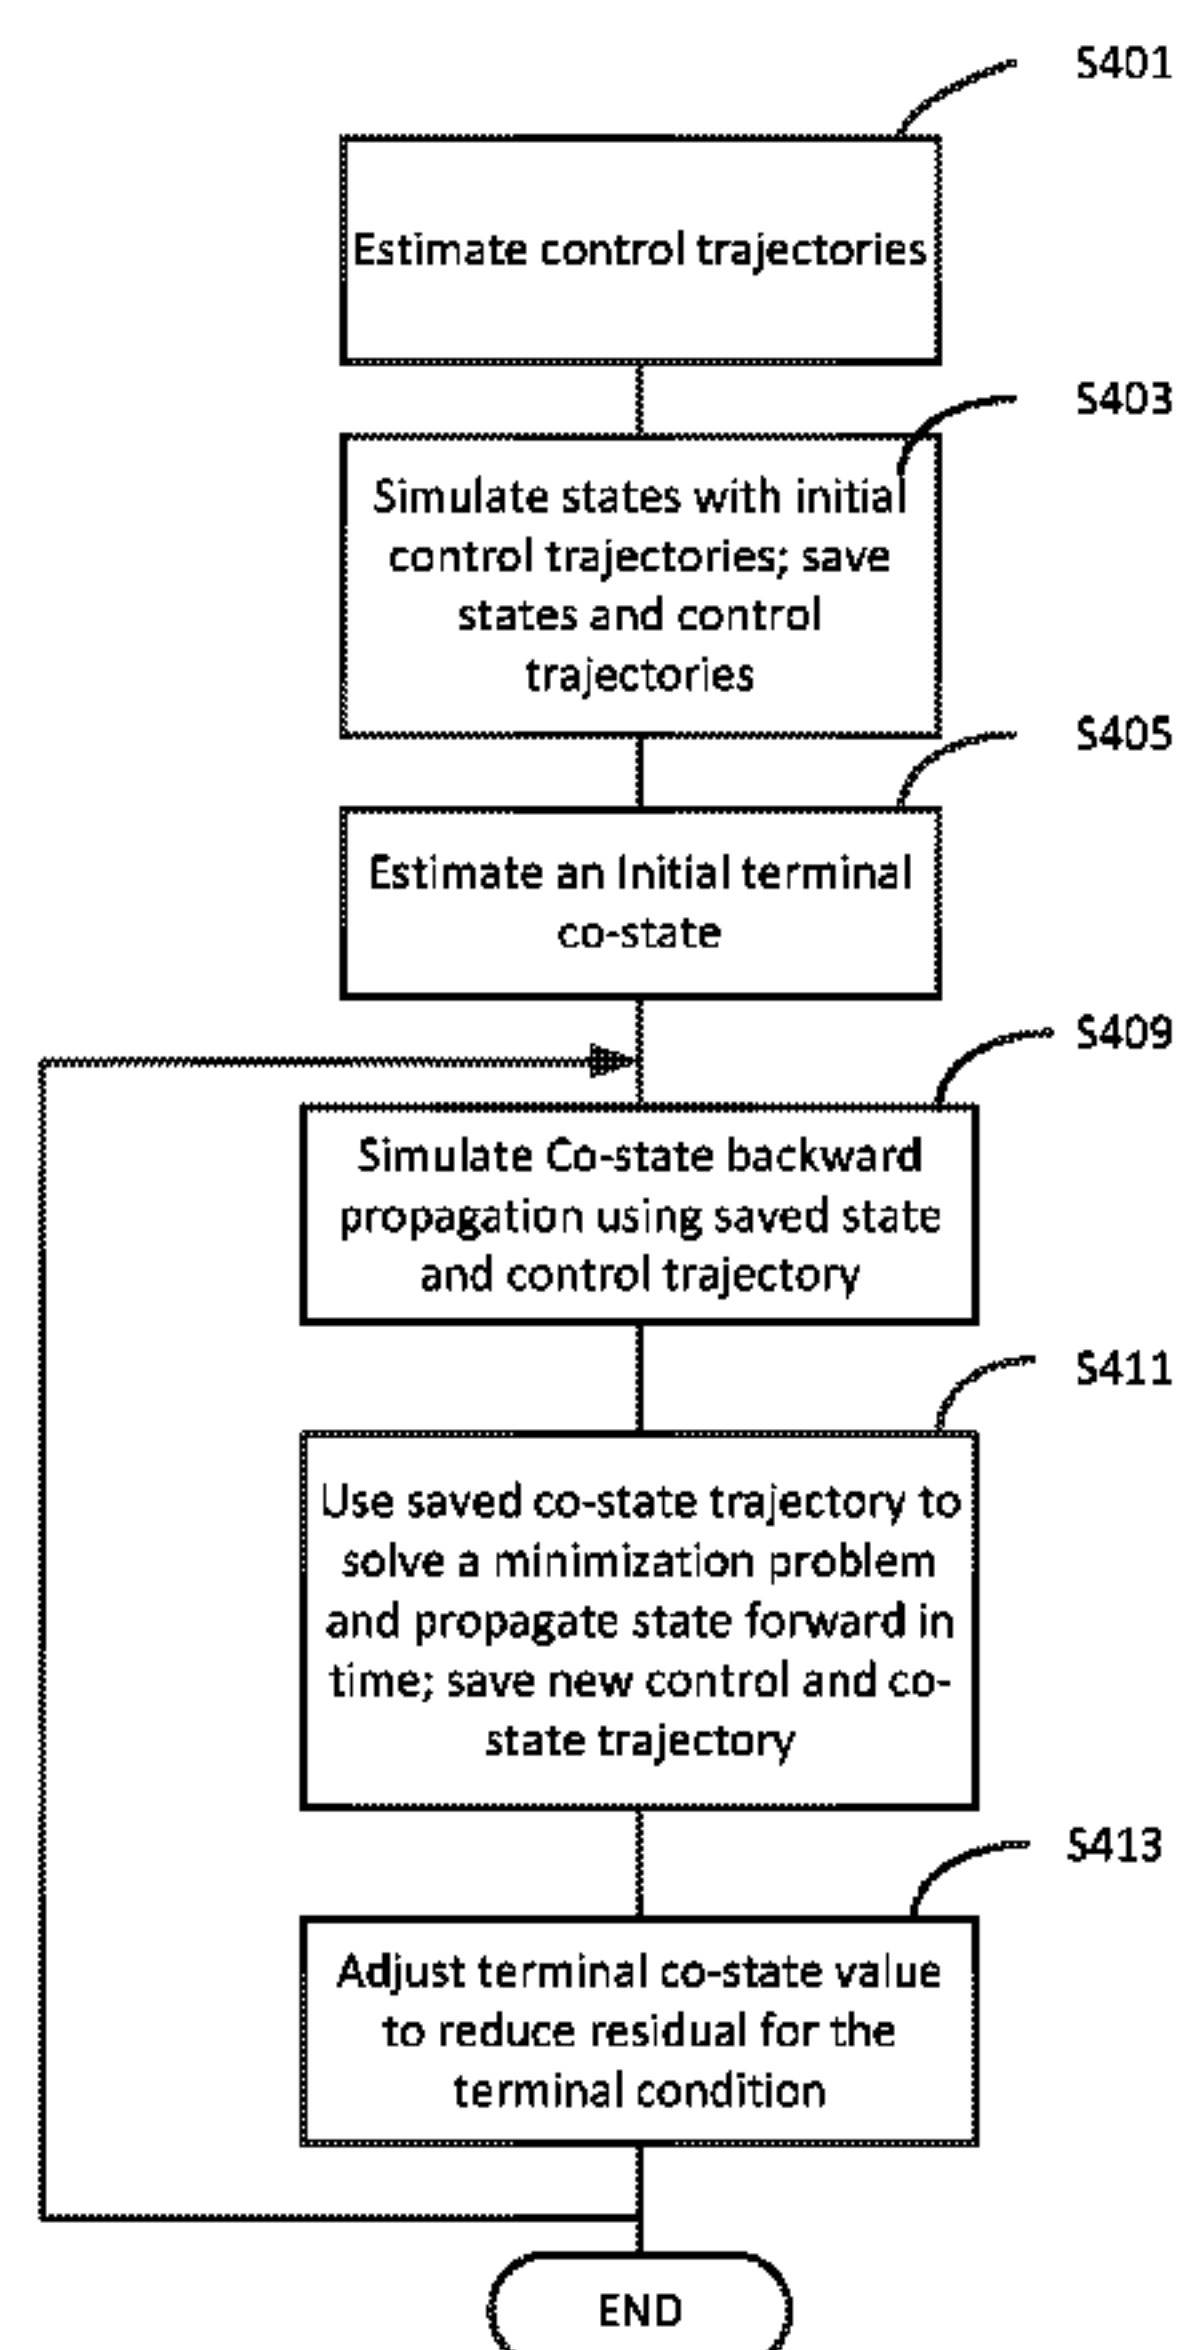 S401
Estimate control trajectories
S403
Simulate states with initial
control trajectories; save
states and control
trajectories
S405
Estimate an Initial terminal
co-state
S409
Simulate Co-state backward
propagation using saved state
and control trajectory
S411
Use saved co-state trajectory to
solve a minimization problem
and propagate state forward in
time; save new control and co-
state trajectory
S413
Adjust terminal co-state value
to reduce residual for the
terminal condition
END